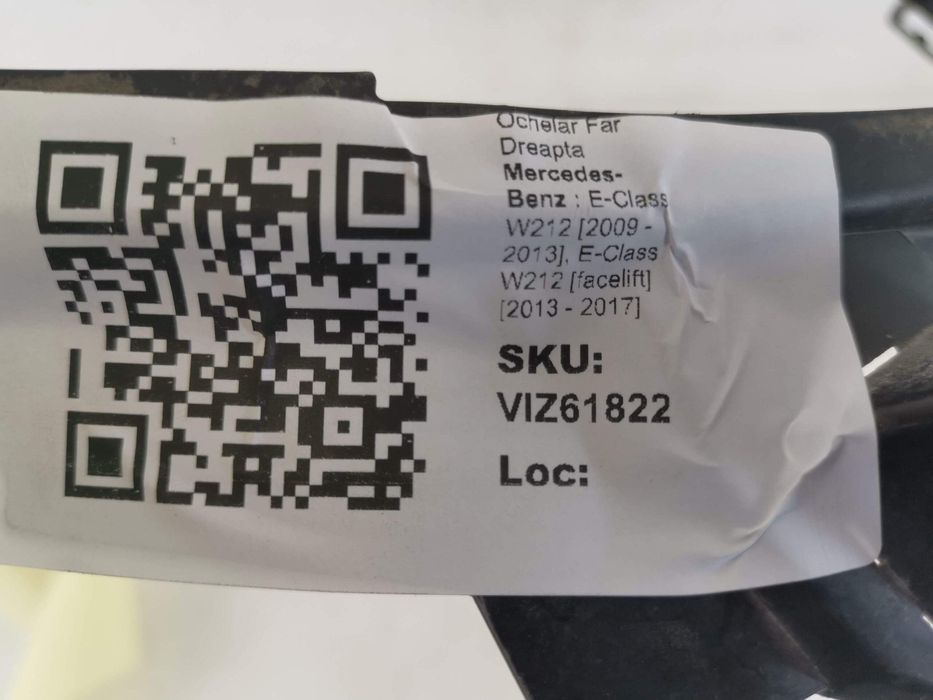 Ochelar Far
Dreapta
Mercedes-
Benz : E-Class
W212 [2009 -
2013], E-Class
W212 [facelift]
[2013 - 2017]
SKU:
VIZ61822
Loc: